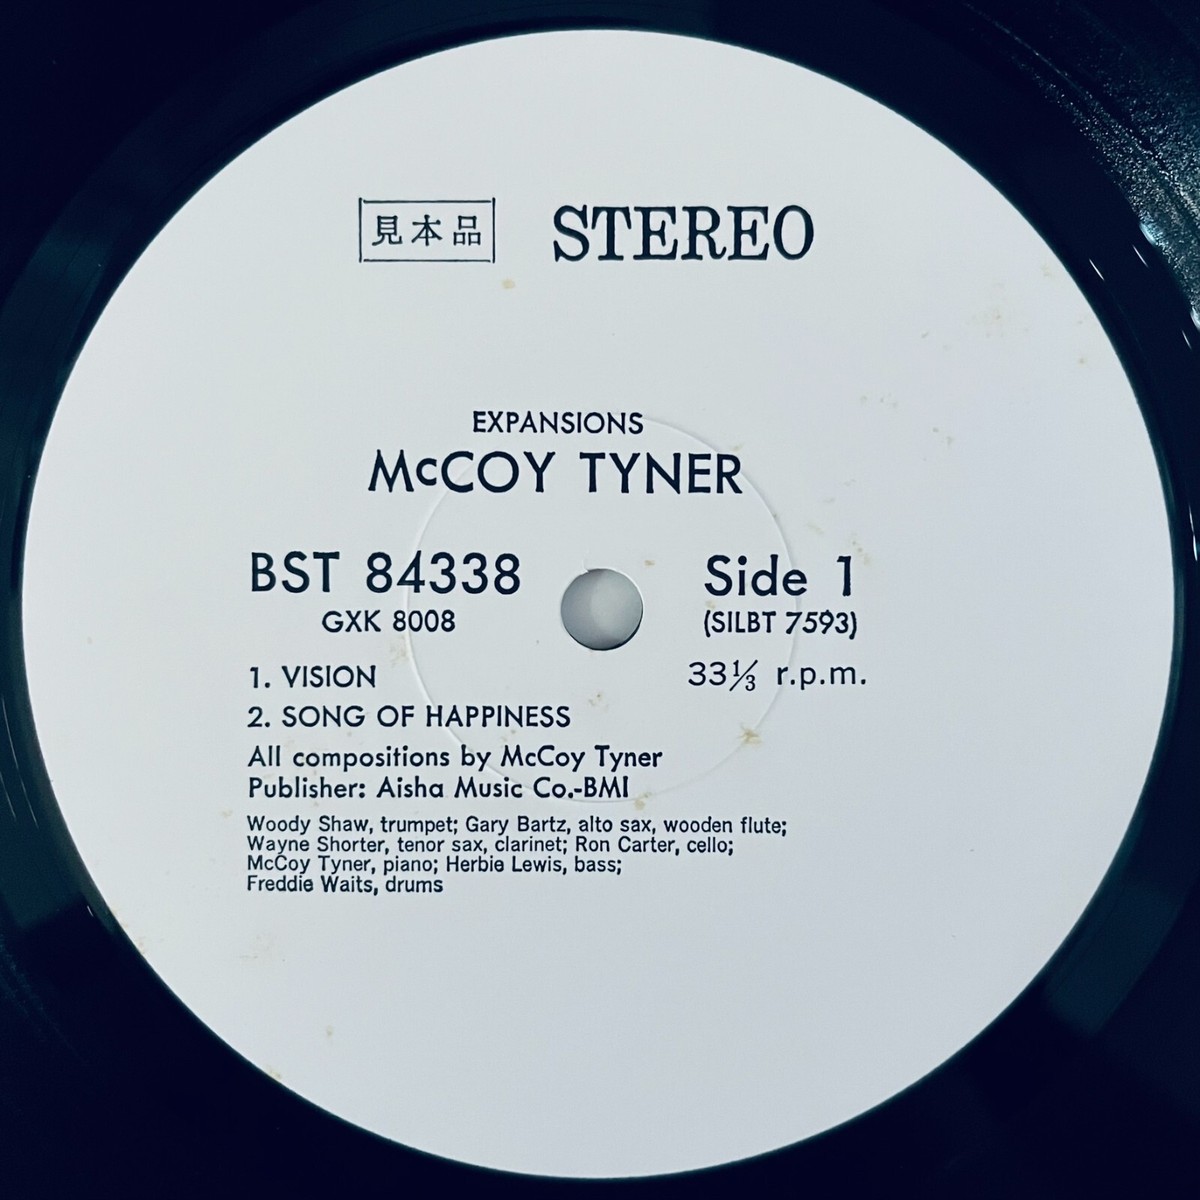 見本品 STEREO
EXPANSIONS
McCOY TYNER
BST 84338 Side 1
GXK 8008 (SILBT 7593)
1. VISION 33⅓ r.p.m.
2. SONG OF HAPPINESS
All compositions by McCoy Tyner
Publisher: Aisha Music Co.-BMI
Woody Shaw, trumpet; Gary Bartz, alto sax, wooden flute;
Wayne Shorter, tenor sax, clarinet; Ron Carter, cello;
McCoy Tyner, piano; Herbie Lewis, bass;
Freddie Waits, drums